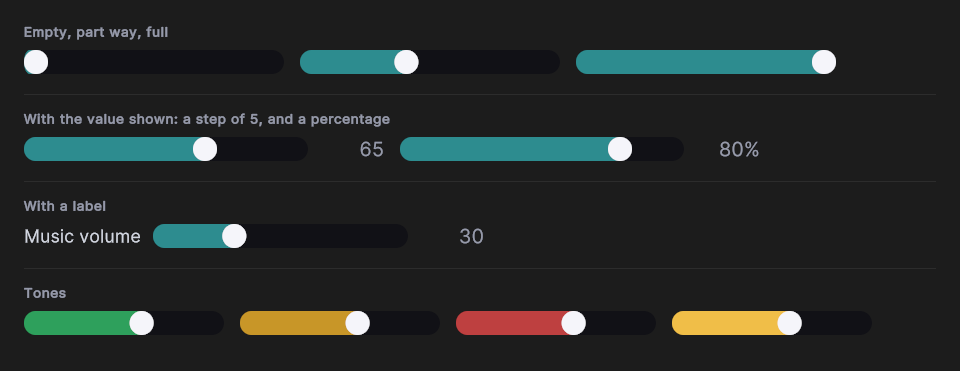 Empty, part way, full
With the value shown: a step of 5, and a percentage
65 80%
With a label
Music volume 30
Tones